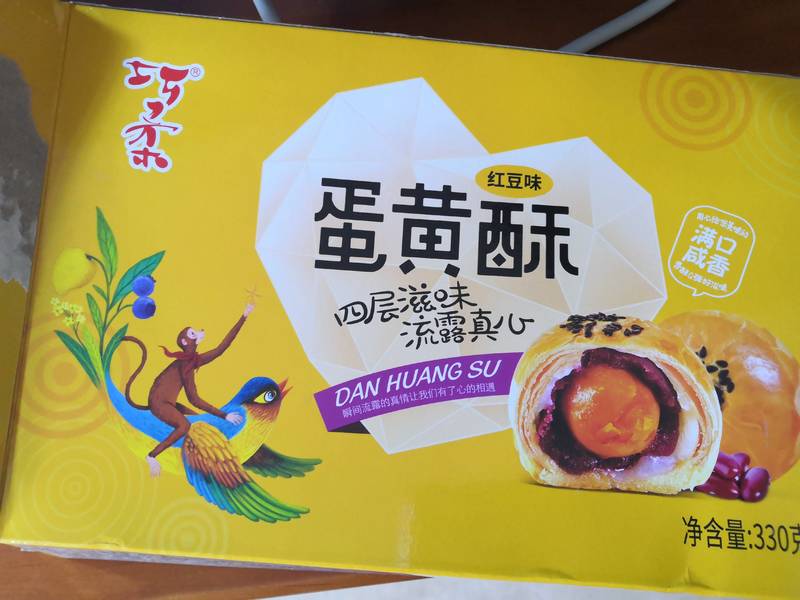 巧之柰®
红豆味
蛋黄酥
四层滋味
流露真心
DAN HUANG SU
瞬间流露的真情让我们有了心的相遇
满口
咸香
净含量:330克